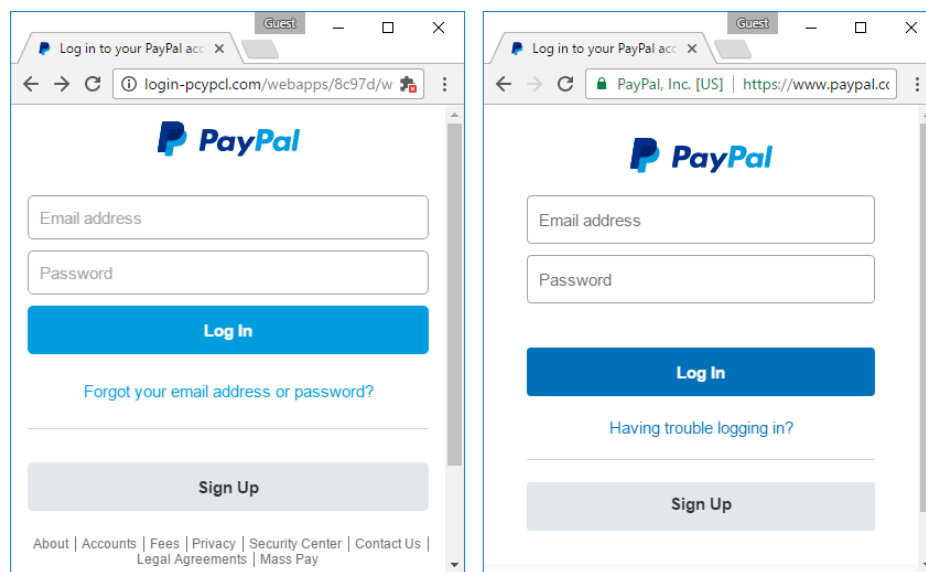 Guest
Log in to your PayPal acc
login-pcypcl.com/webapps/8c97d/w
PayPal
Email address
Password
Log In
Forgot your email address or password?
Sign Up
About | Accounts | Fees | Privacy | Security Center | Contact Us |
Legal Agreements | Mass Pay
Guest
Log in to your PayPal acc
PayPal, Inc. [US] | https://www.paypal.cc
PayPal
Email address
Password
Log In
Having trouble logging in?
Sign Up